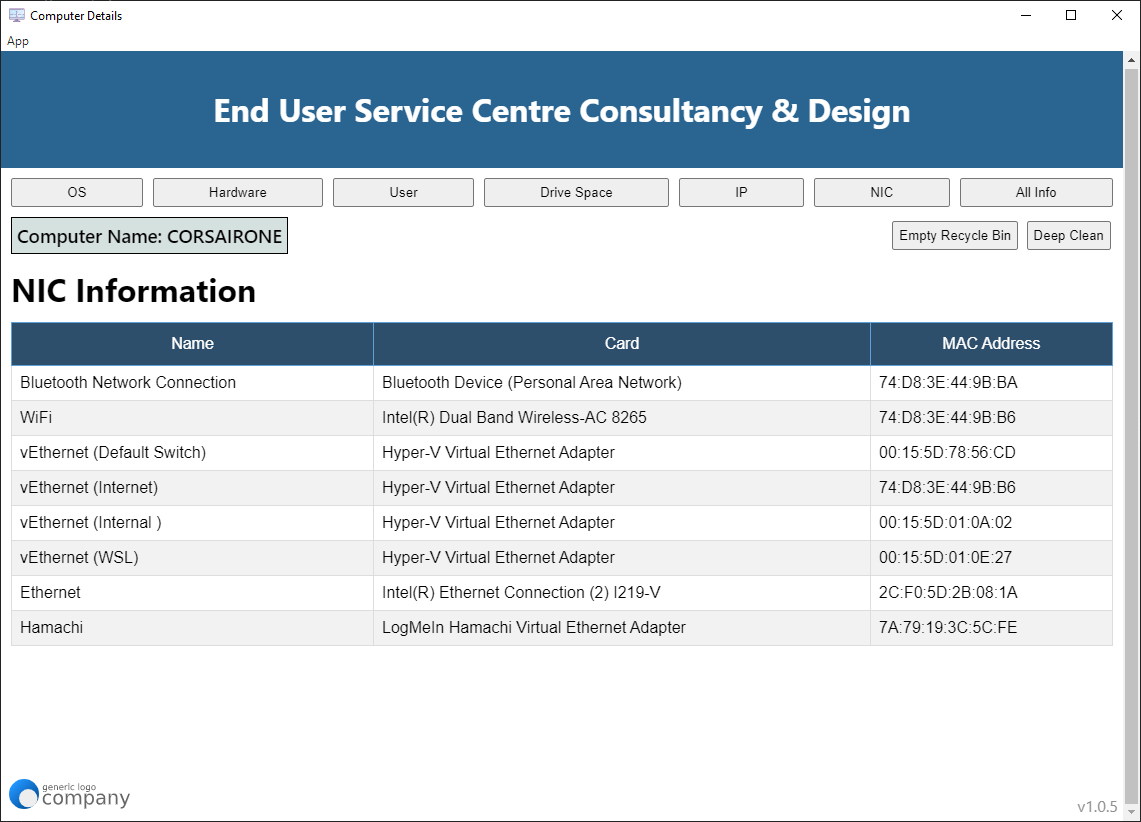 Computer Details
App
End User Service Centre Consultancy & Design
OS Hardware User Drive Space IP NIC All Info
Computer Name: CORSAIRONE Empty Recycle Bin Deep Clean
NIC Information
Name Card MAC Address
Bluetooth Network Connection Bluetooth Device (Personal Area Network) 74:D8:3E:44:9B:BA
WiFi Intel(R) Dual Band Wireless-AC 8265 74:D8:3E:44:9B:B6
vEthernet (Default Switch) Hyper-V Virtual Ethernet Adapter 00:15:5D:78:56:CD
vEthernet (Internet) Hyper-V Virtual Ethernet Adapter 74:D8:3E:44:9B:B6
vEthernet (Internal ) Hyper-V Virtual Ethernet Adapter 00:15:5D:01:0A:02
vEthernet (WSL) Hyper-V Virtual Ethernet Adapter 00:15:5D:01:0E:27
Ethernet Intel(R) Ethernet Connection (2) I219-V 2C:F0:5D:2B:08:1A
Hamachi LogMeIn Hamachi Virtual Ethernet Adapter 7A:79:19:3C:5C:FE
generic logo
company
v1.0.5